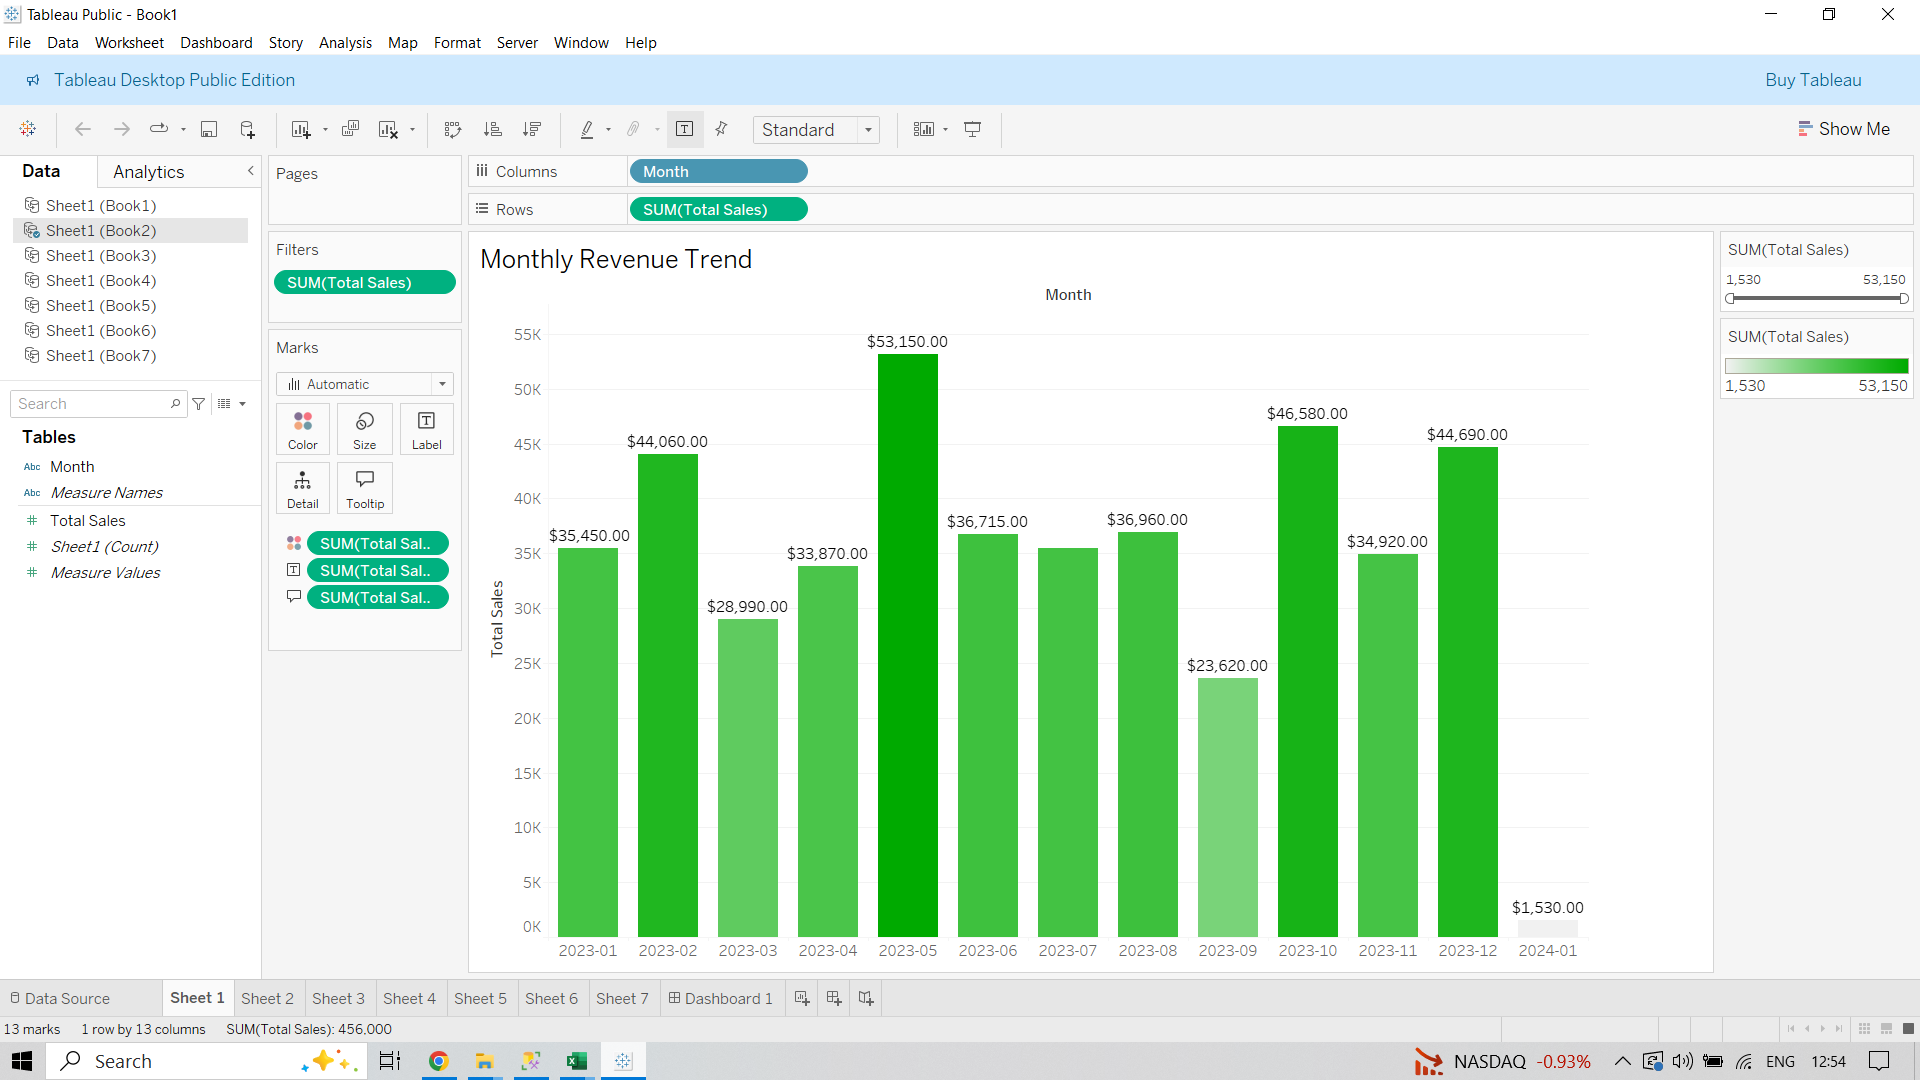 Tableau Public - Book1
File Data Worksheet Dashboard Story Analysis Map Format Server Window Help
Tableau Desktop Public Edition
Buy Tableau
Standard
Show Me
Data
Analytics
Sheet1 (Book1)
Sheet1 (Book2)
Sheet1 (Book3)
Sheet1 (Book4)
Sheet1 (Book5)
Sheet1 (Book6)
Sheet1 (Book7)
Search
Tables
Abc Month
Abc Measure Names
# Total Sales
# Sheet1 (Count)
# Measure Values
Pages
Filters
SUM(Total Sales)
Marks
Automatic
Color Size Label
Detail Tooltip
SUM(Total Sal..
SUM(Total Sal..
SUM(Total Sal..
Columns Month
Rows SUM(Total Sales)
Monthly Revenue Trend
Month
Total Sales
55K
50K
45K
40K
35K
30K
25K
20K
15K
10K
5K
0K
$35,450.00
$44,060.00
$28,990.00
$33,870.00
$53,150.00
$36,715.00
$36,960.00
$23,620.00
$46,580.00
$34,920.00
$44,690.00
$1,530.00
2023-01 2023-02 2023-03 2023-04 2023-05 2023-06 2023-07 2023-08 2023-09 2023-10 2023-11 2023-12 2024-01
SUM(Total Sales)
1,530 53,150
SUM(Total Sales)
1,530 53,150
Data Source Sheet 1 Sheet 2 Sheet 3 Sheet 4 Sheet 5 Sheet 6 Sheet 7 Dashboard 1
13 marks 1 row by 13 columns SUM(Total Sales): 456,000
Search
NASDAQ -0.93%
ENG
12:54